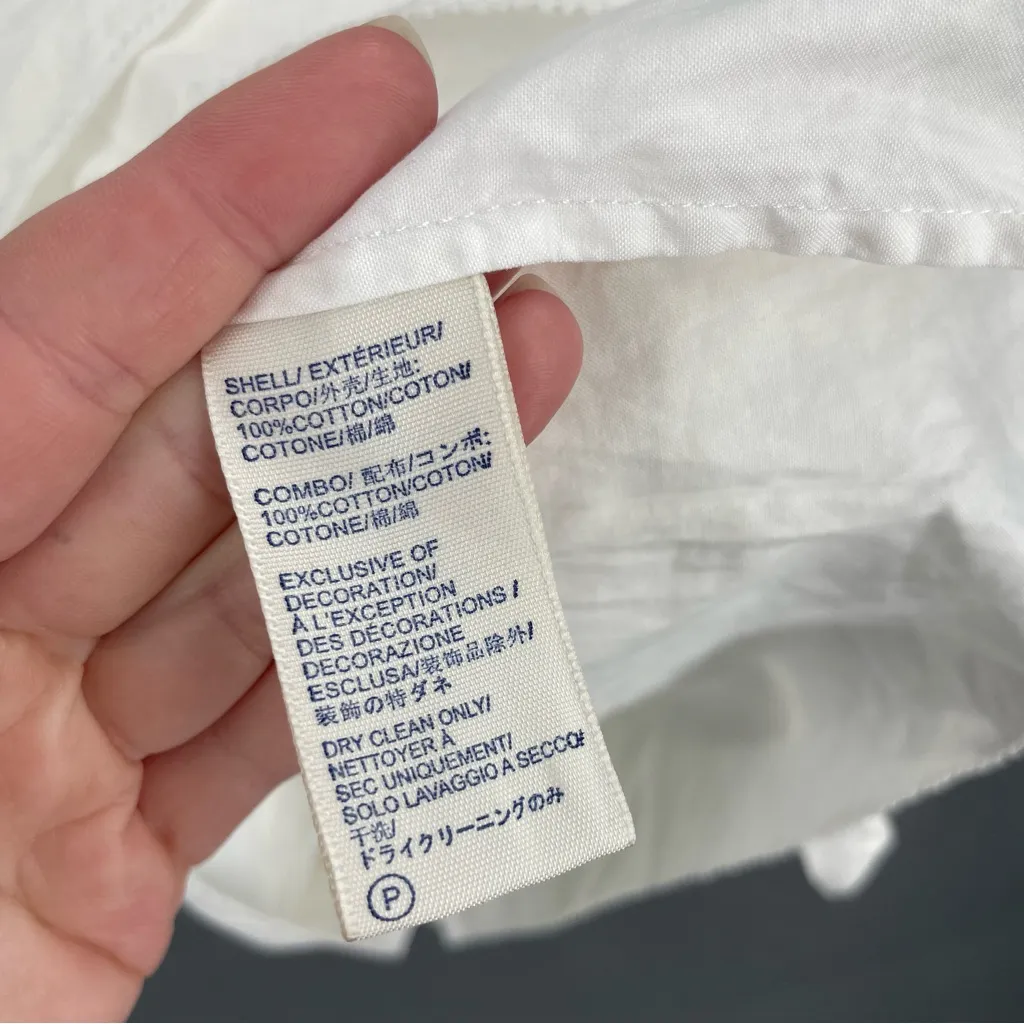 SHELL/ EXTÉRIEUR/
CORPO/外壳/生地:
100%COTTON/COTON/
COTONE/棉/綿
COMBO/ 配布/コンボ:
100%COTTON/COTON/
COTONE/棉/綿
EXCLUSIVE OF
DECORATION/
À L'EXCEPTION
DES DÉCORATIONS /
DECORAZIONE
ESCLUSA/装饰品除外/
装飾の特ダネ
DRY CLEAN ONLY/
NETTOYER À
SEC UNIQUEMENT/
SOLO LAVAGGIO A SECCO/
干洗/
ドライクリーニングのみ
P